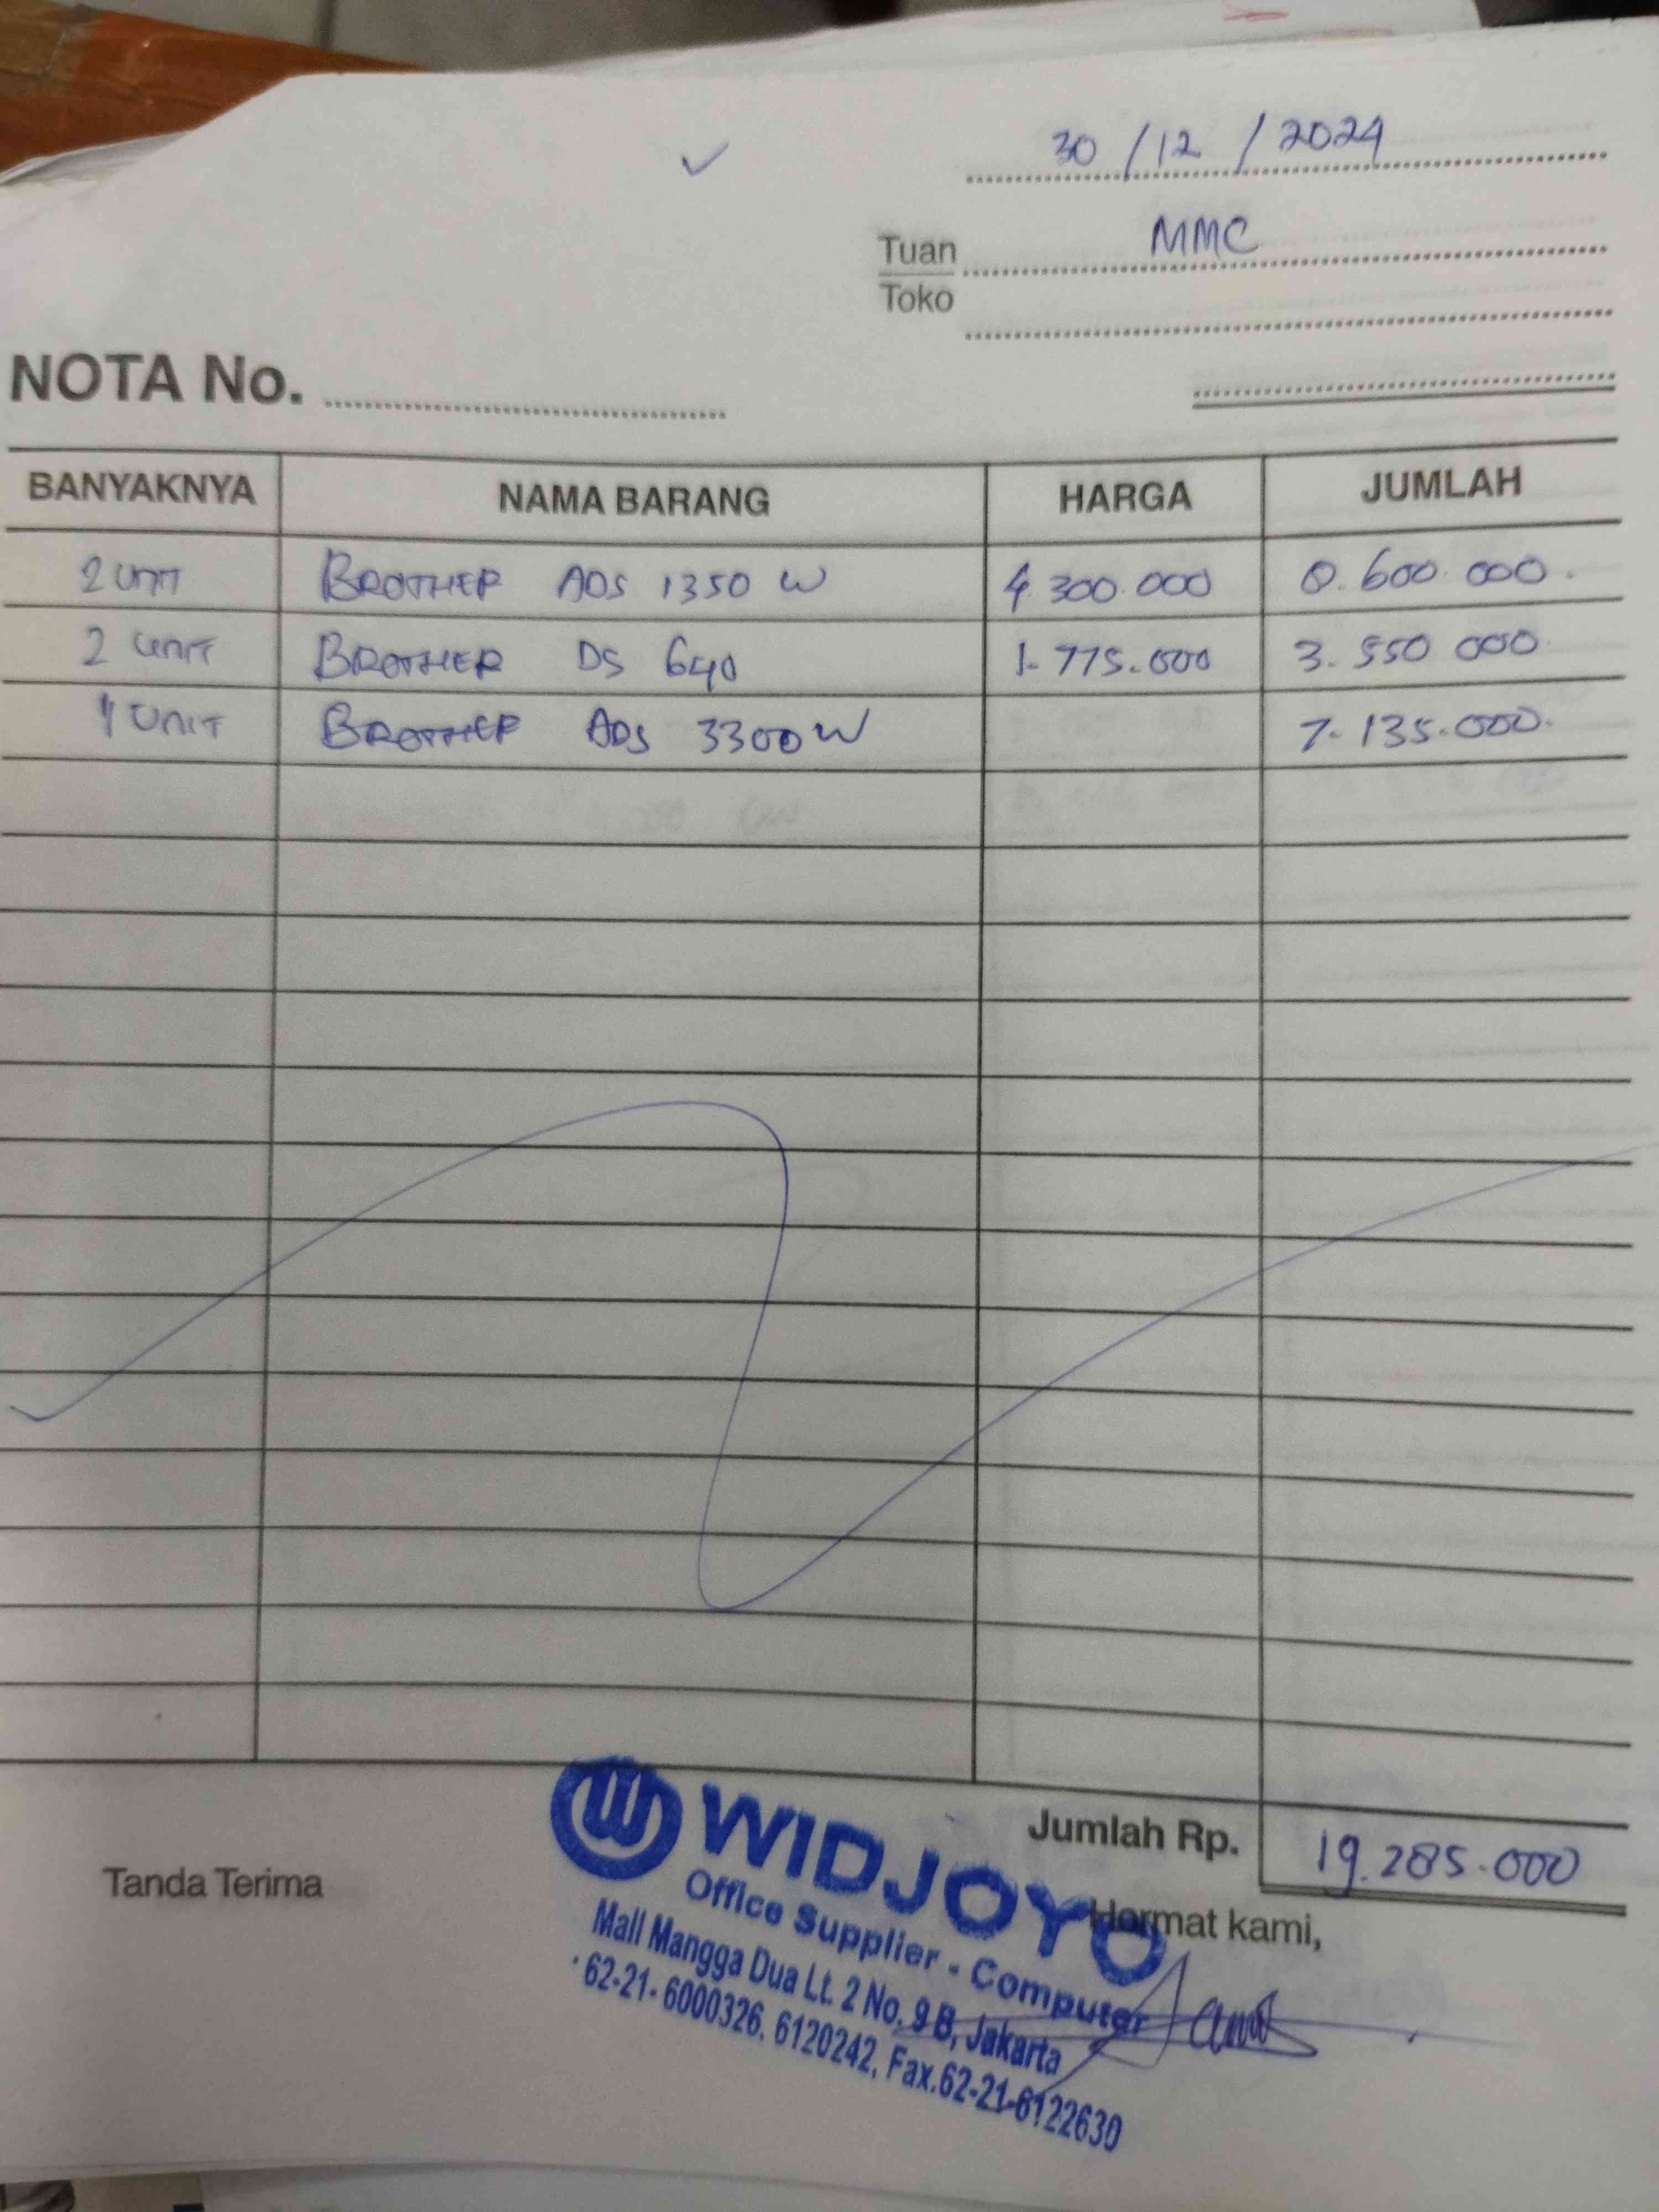 30 / 12 / 2024
Tuan MMC
Toko
NOTA No.
BANYAKNYA NAMA BARANG HARGA JUMLAH
2 UNIT BROTHER ADS 1350 W 4 300.000 8.600.000.
2 UNIT BROTHER DS 640 1.775.000 3.550 000
1 UNIT BROTHER ADS 3300W 7.135.000.
Jumlah Rp. 19.285.000
Tanda Terima
Hormat kami,
WIDJOYO
Office Supplier - Computer
Mall Mangga Dua Lt. 2 No. 9 B, Jakarta
62-21- 6000326, 6120242, Fax.62-21-6122630